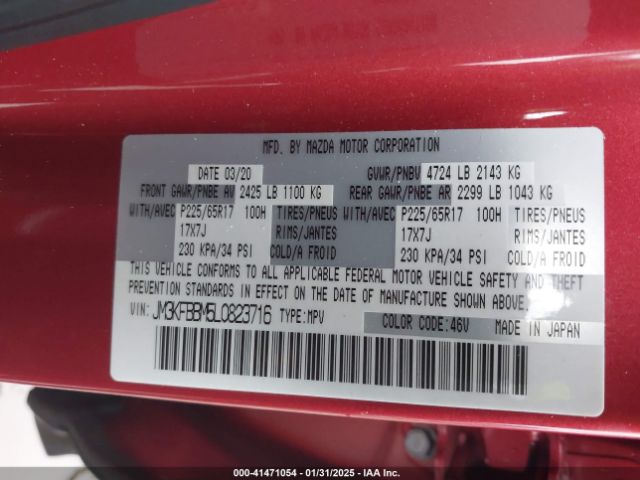 MFD. BY MAZDA MOTOR CORPORATION
DATE 03/20 GVWR/PNBV 4724 LB 2143 KG
FRONT GAWR/PNBE AV 2425 LB 1100 KG REAR GAWR/PNBE AR 2299 LB 1043 KG
WITH/AVEC P225/65R17 100H TIRES/PNEUS WITH/AVEC P225/65R17 100H TIRES/PNEUS
17X7J RIMS/JANTES 17X7J RIMS/JANTES
230 KPA/34 PSI COLD/A FROID 230 KPA/34 PSI COLD/A FROID
THIS VEHICLE CONFORMS TO ALL APPLICABLE FEDERAL MOTOR VEHICLE SAFETY AND THEFT
PREVENTION STANDARDS IN EFFECT ON THE DATE OF MANUFACTURE SHOWN ABOVE.
VIN: JM3KFBBM5L0823716 TYPE:MPV COLOR CODE:46V MADE IN JAPAN
000-41471054 - 01/31/2025 - IAA Inc.